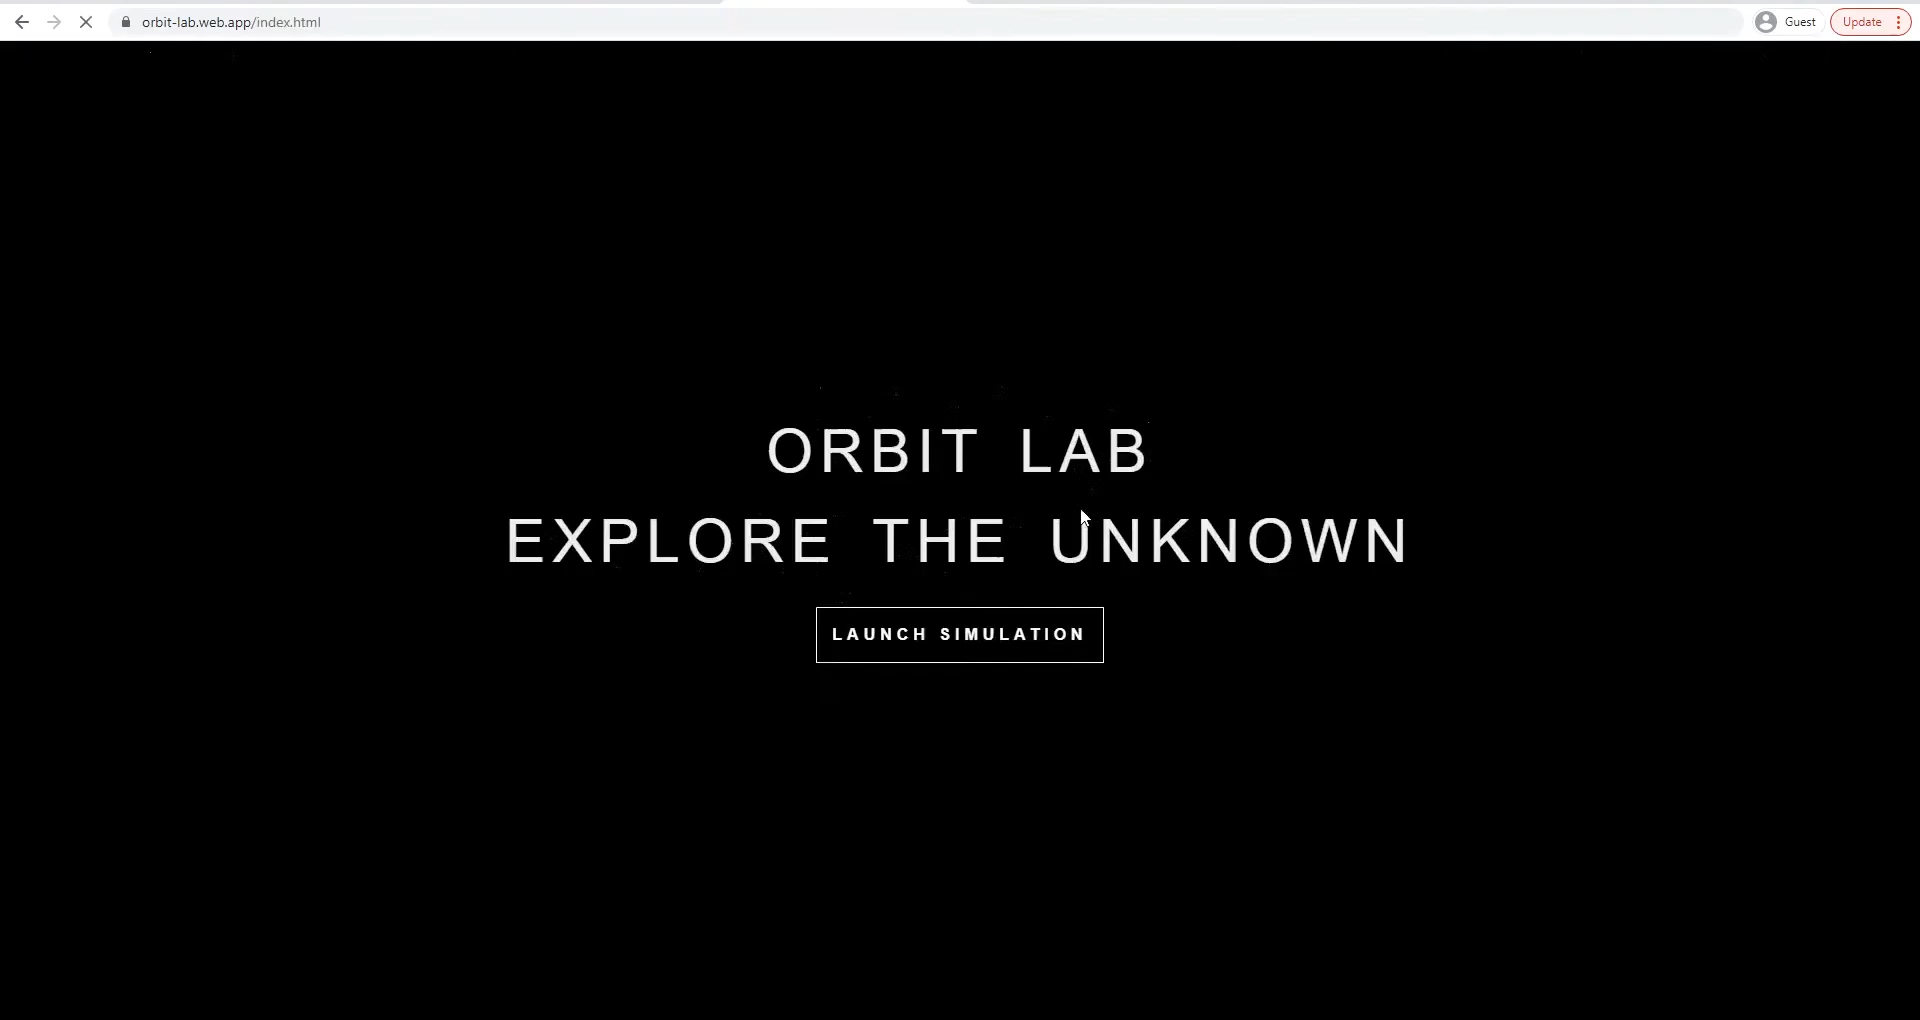 orbit-lab.web.app/index.html
Guest
Update
ORBIT LAB
EXPLORE THE UNKNOWN
LAUNCH SIMULATION